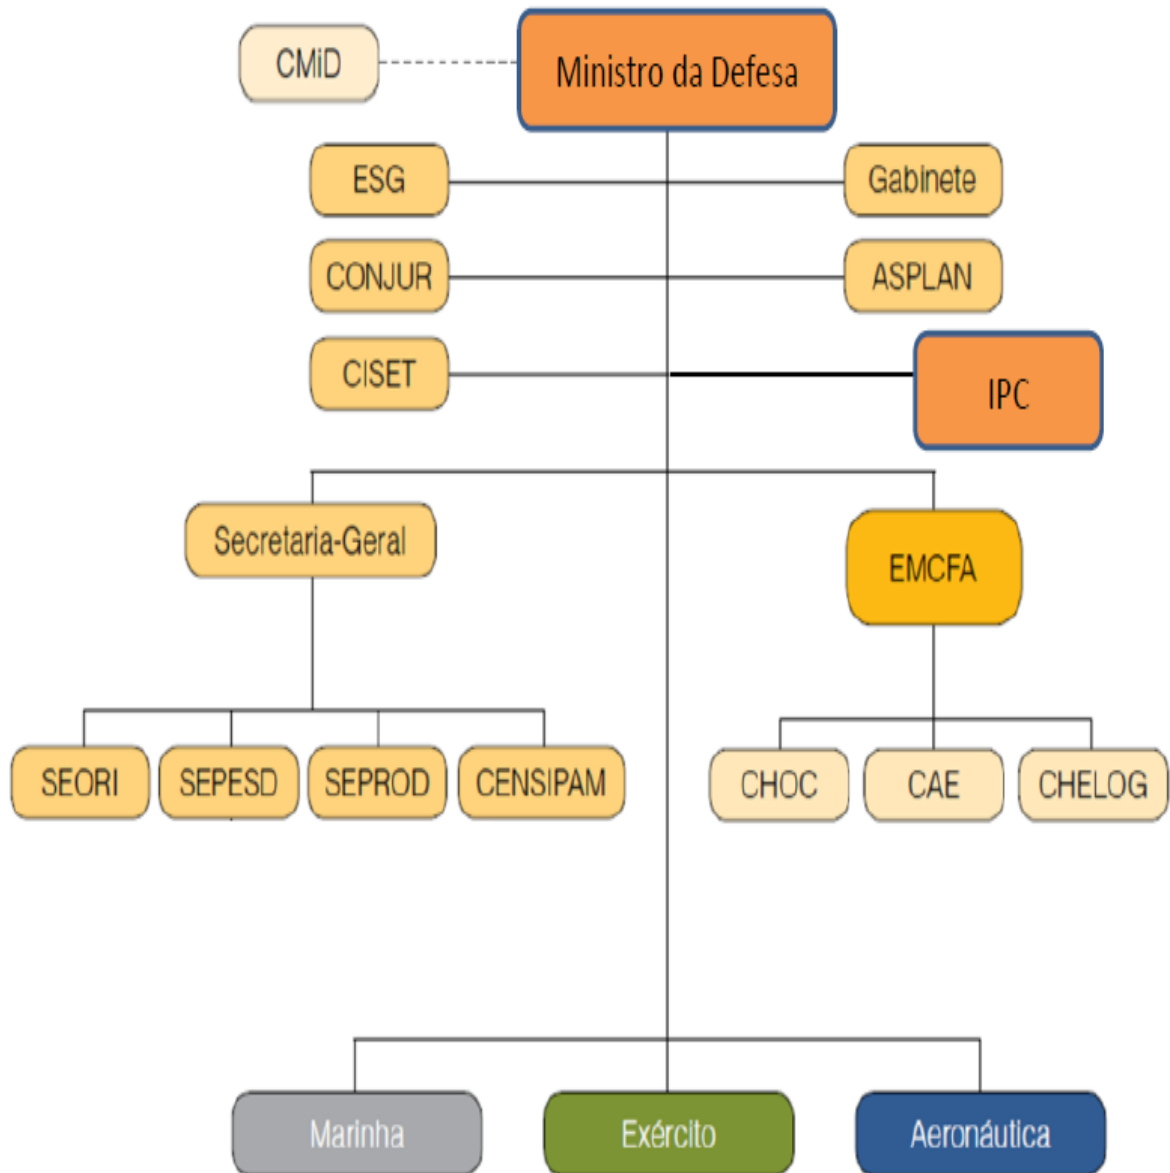 CMiD
Ministro da Defesa
ESG
Gabinete
CONJUR
ASPLAN
CISET
IPC
Secretaria-Geral
EMCFA
SEORI
SEPESD
SEPROD
CENSIPAM
CHOC
CAE
CHELOG
Marinha
Exército
Aeronáutica